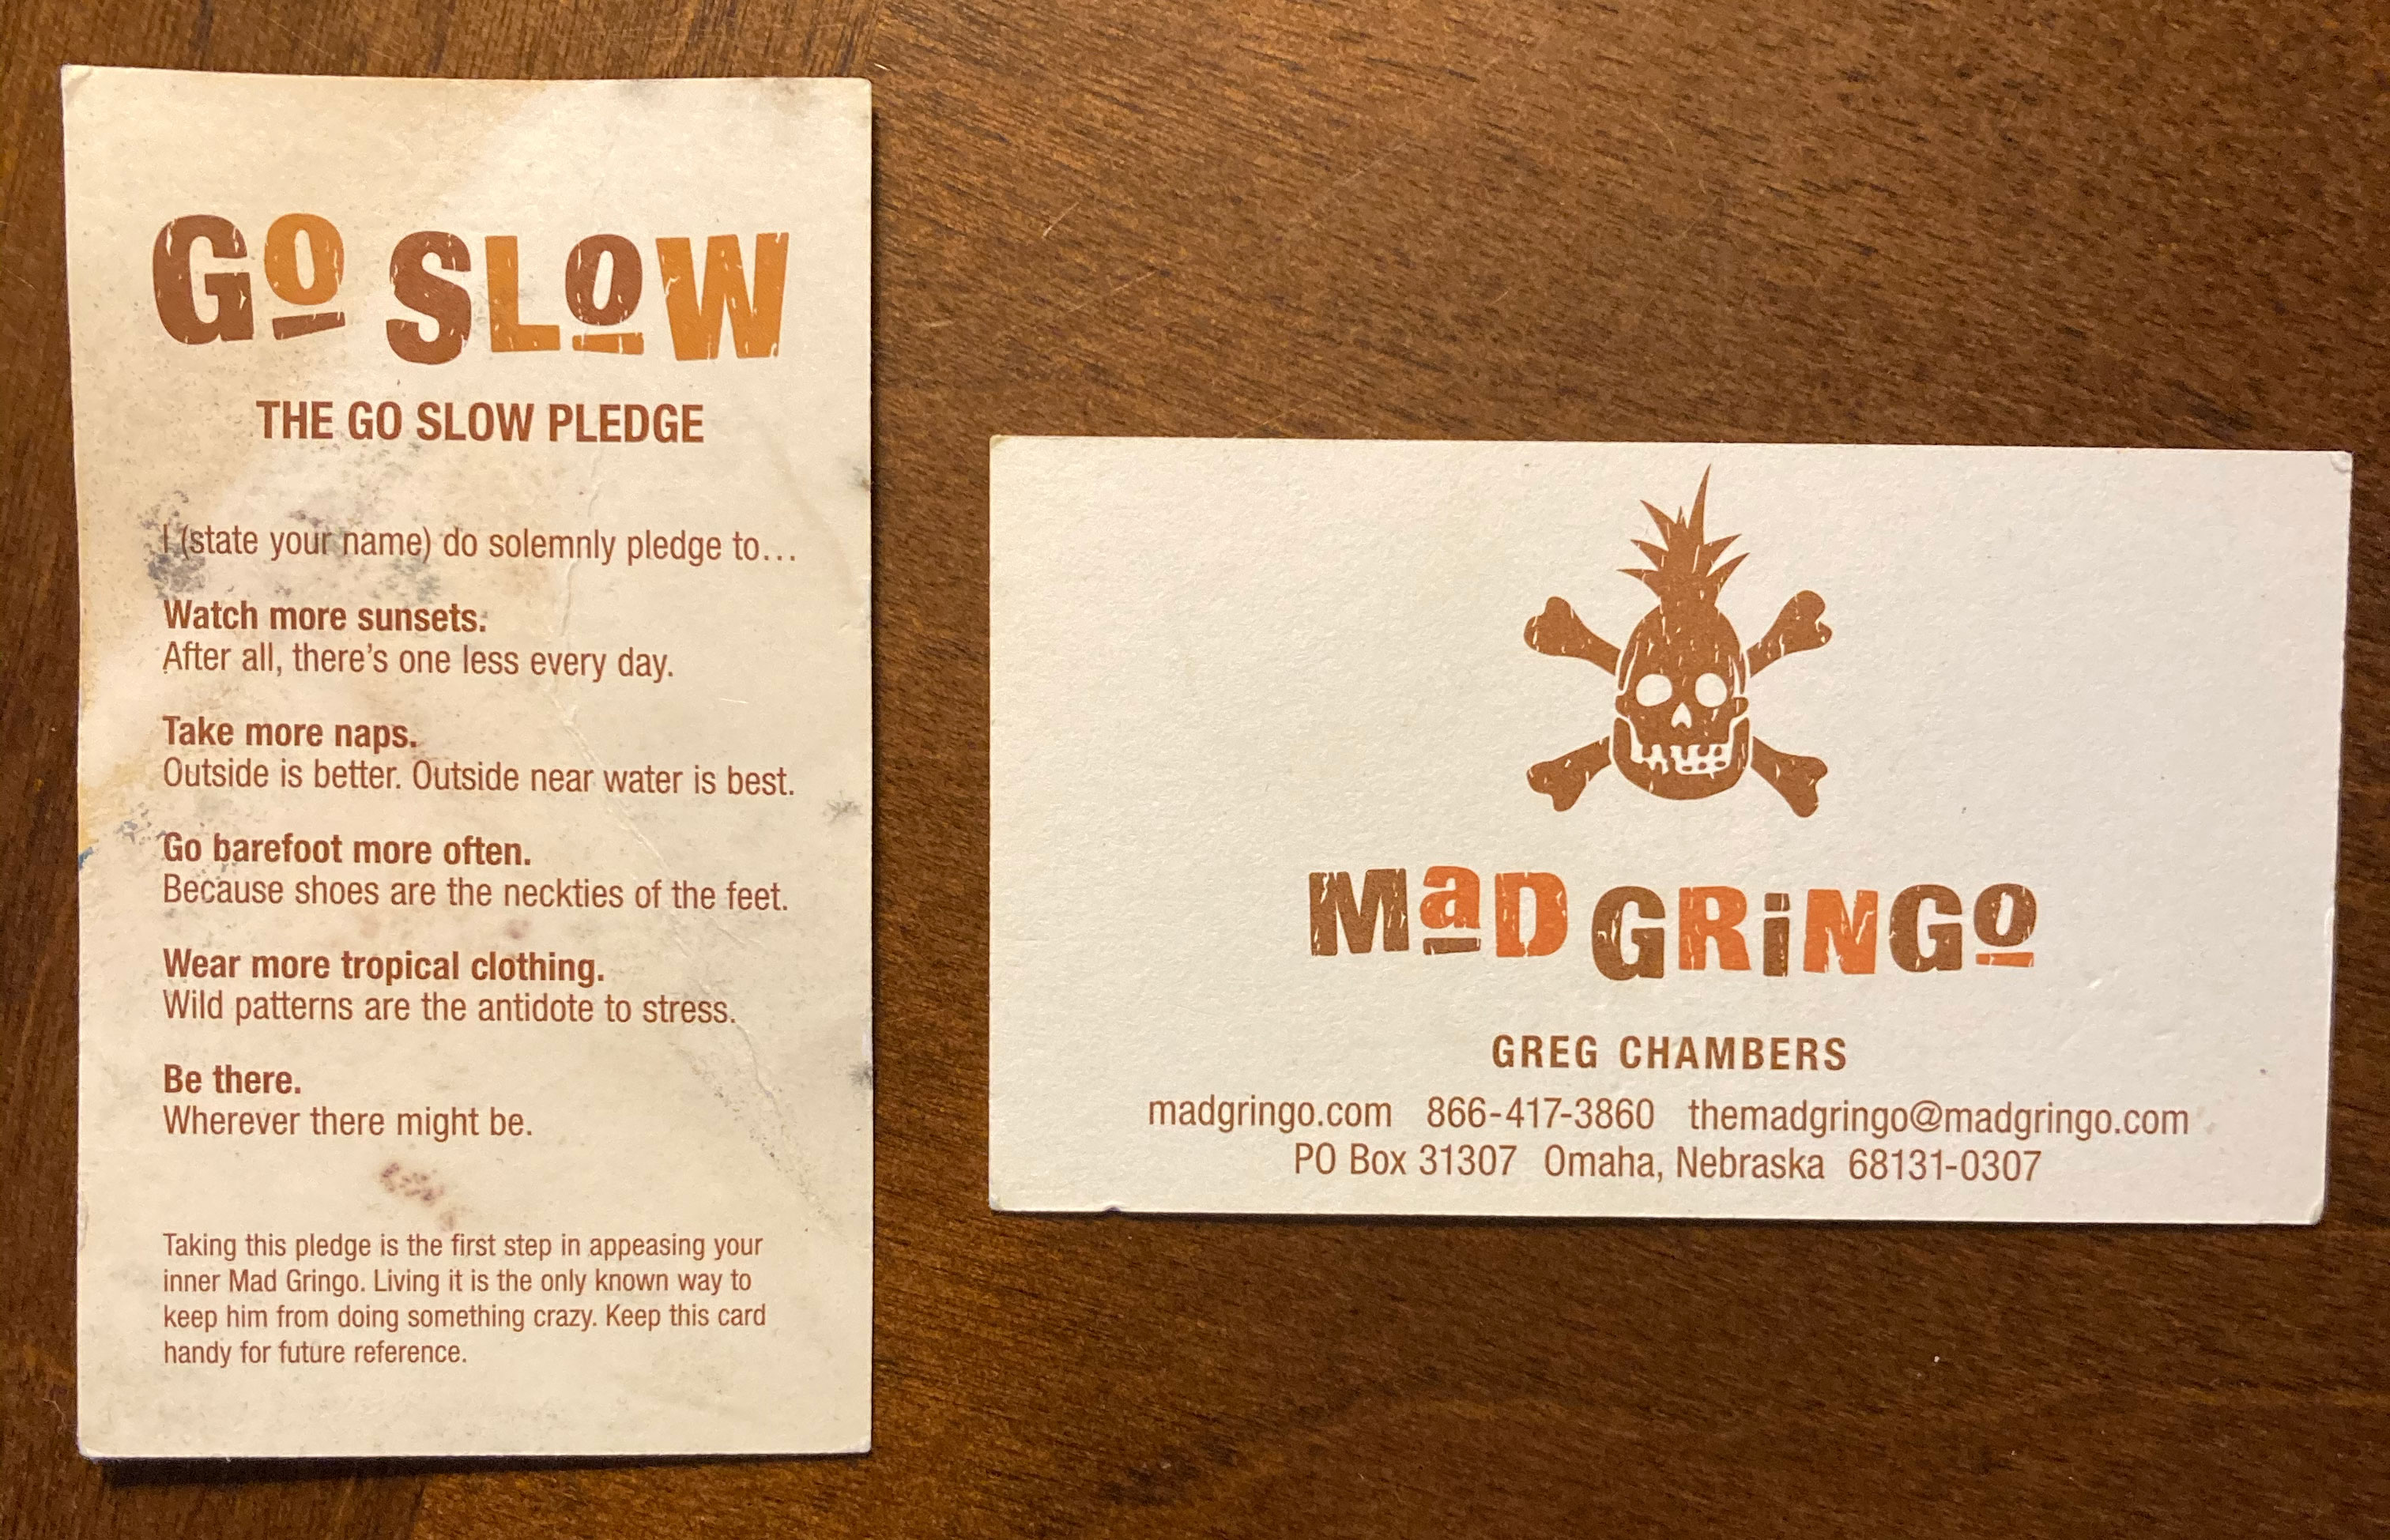 Go SLoW
THE GO SLOW PLEDGE
I (state your name) do solemnly pledge to...
Watch more sunsets.
After all, there's one less every day.
Take more naps.
Outside is better. Outside near water is best.
Go barefoot more often.
Because shoes are the neckties of the feet.
Wear more tropical clothing.
Wild patterns are the antidote to stress.
Be there.
Wherever there might be.
Taking this pledge is the first step in appeasing your
inner Mad Gringo. Living it is the only known way to
keep him from doing something crazy. Keep this card
handy for future reference.
MaD GRiNGo
GREG CHAMBERS
madgringo.com 866-417-3860 themadgringo@madgringo.com
PO Box 31307 Omaha, Nebraska 68131-0307